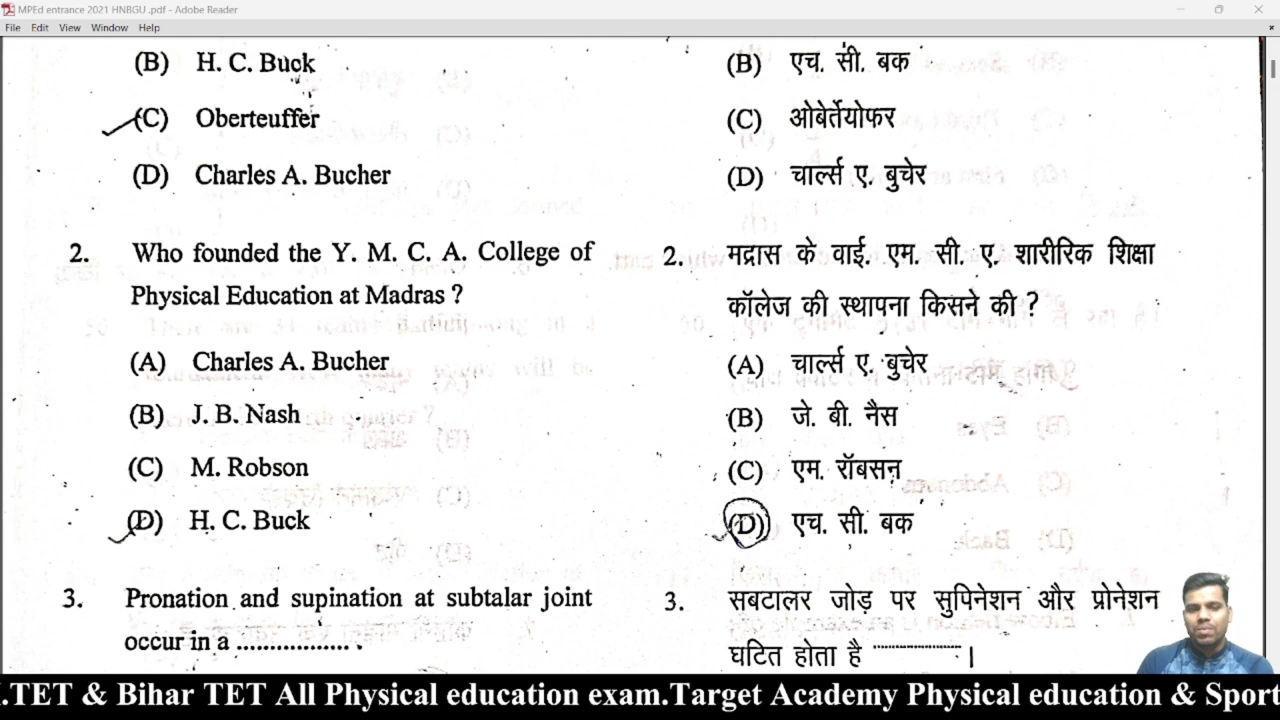 MPEd entrance 2021 HNBGU .pdf - Adobe Reader
File Edit View Window Help
(B) H. C. Buck
(C) Oberteuffer
(D) Charles A. Bucher
2. Who founded the Y. M. C. A. College of
Physical Education at Madras ?
(A) Charles A. Bucher
(B) J. B. Nash
(C) M. Robson
(D) H. C. Buck
3. Pronation and supination at subtalar joint
occur in a ................. .
(B) एच. सी. बक
(C) ओबेर्तेयोफर
(D) चार्ल्स ए. बुचेर
2. मद्रास के वाई. एम. सी. ए. शारीरिक शिक्षा
कॉलेज की स्थापना किसने की ?
(A) चार्ल्स ए. बुचेर
(B) जे. बी. नैस
(C) एम. रॉबसन
(D) एच. सी. बक
3. सबटालर जोड़ पर सुपिनेशन और प्रोनेशन
घटित होता है ................. ।
.TET & Bihar TET All Physical education exam.Target Academy Physical education & Sport